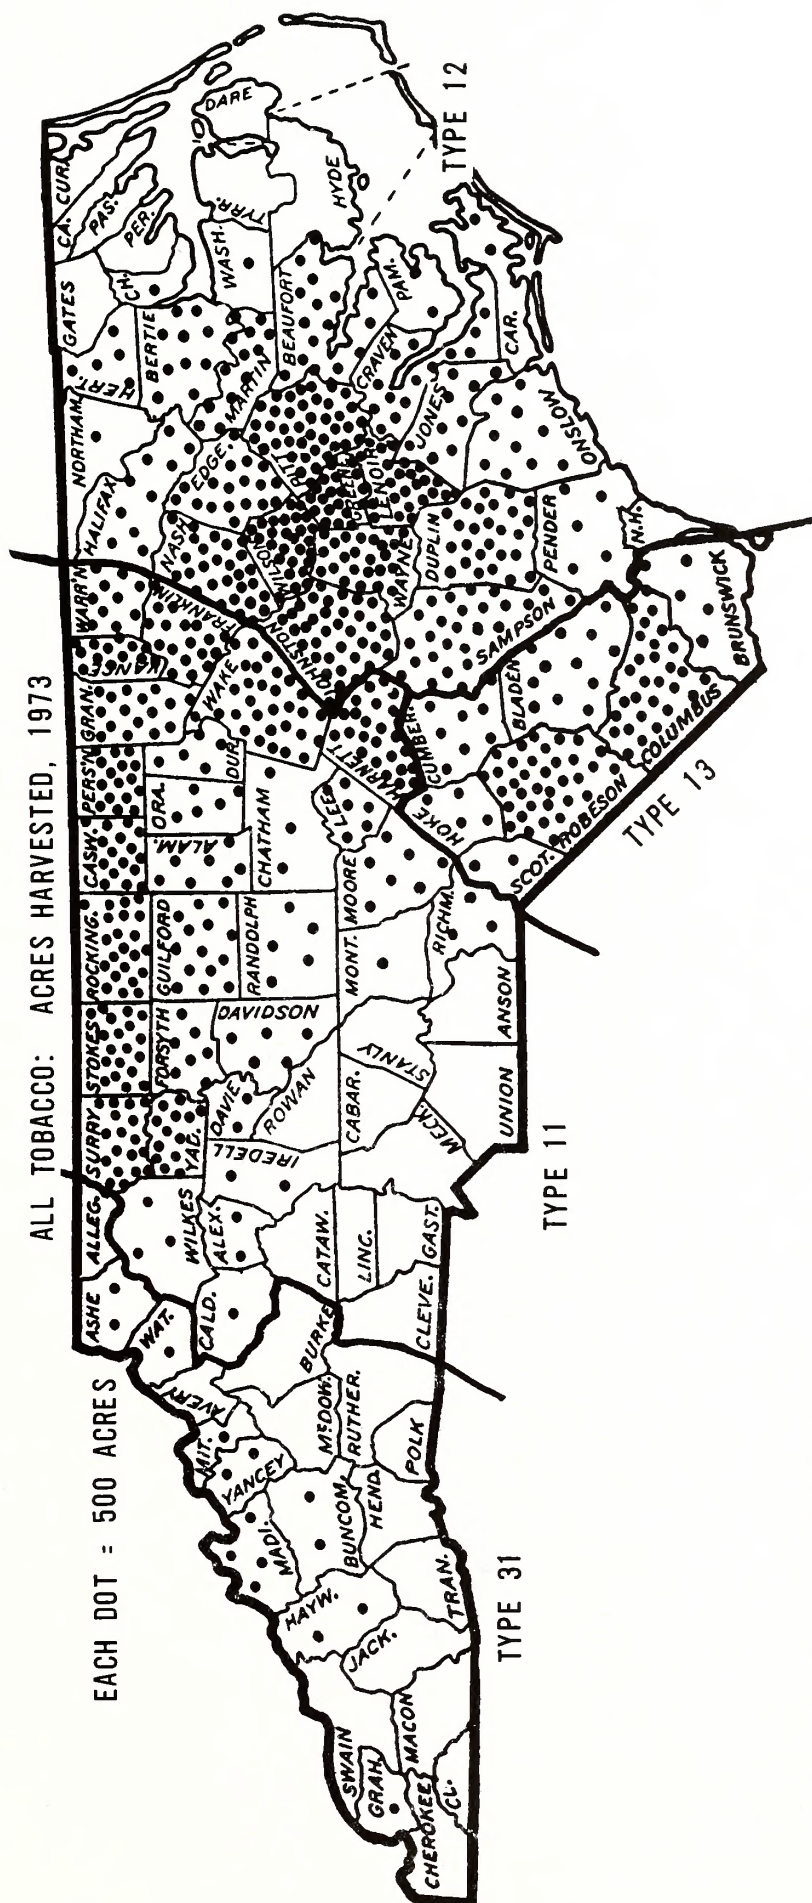 ALL TOBACCO: ACRES HARVESTED, 1973
EACH DOT = 500 ACRES
TYPE 31
TYPE 11
TYPE 13
TYPE 12
CHEROKEE
GRAH.
SWAIN
CL.
MACON
JACK.
HAYW.
TRAN.
MADI.
BUNCOM.
HEND.
YANCEY
MIT.
AVERY
McDOW.
RUTHER.
POLK
BURKE
CLEVE.
ASHE
WAT.
CALD.
ALLEG.
WILKES
ALEX.
CATAW.
LINC.
GAST.
SURRY
YAD.
IREDELL
DAVIE
ROWAN
CABAR.
MECK.
UNION
STOKES
FORSYTH
DAVIDSON
STANLY
ANSON
ROCKING.
GUILFORD
RANDOLPH
MONT.
RICHM.
CASW.
ALAM.
CHATHAM
MOORE
LEE
PERS'N
ORA.
DUR.
GRAN.
WAKE
HARNETT
HOKE
SCOT.
ROBESON
CUMBER.
BLADEN
COLUMBUS
BRUNSWICK
VANC.
WARR'N
FRANKLIN
JOHNSTON
SAMPSON
NORTHAM.
HALIFAX
NASH
EDGE.
WILSON
WAYNE
DUPLIN
PENDER
N.H.
GREENE
LENOIR
PITT
JONES
ONSLOW
HERT.
BERTIE
MARTIN
BEAUFORT
CRAVEN
PAM.
CAR.
GATES
CH.
PER.
PAS.
CA.
CUR.
WASH.
TYRR.
HYDE
DARE